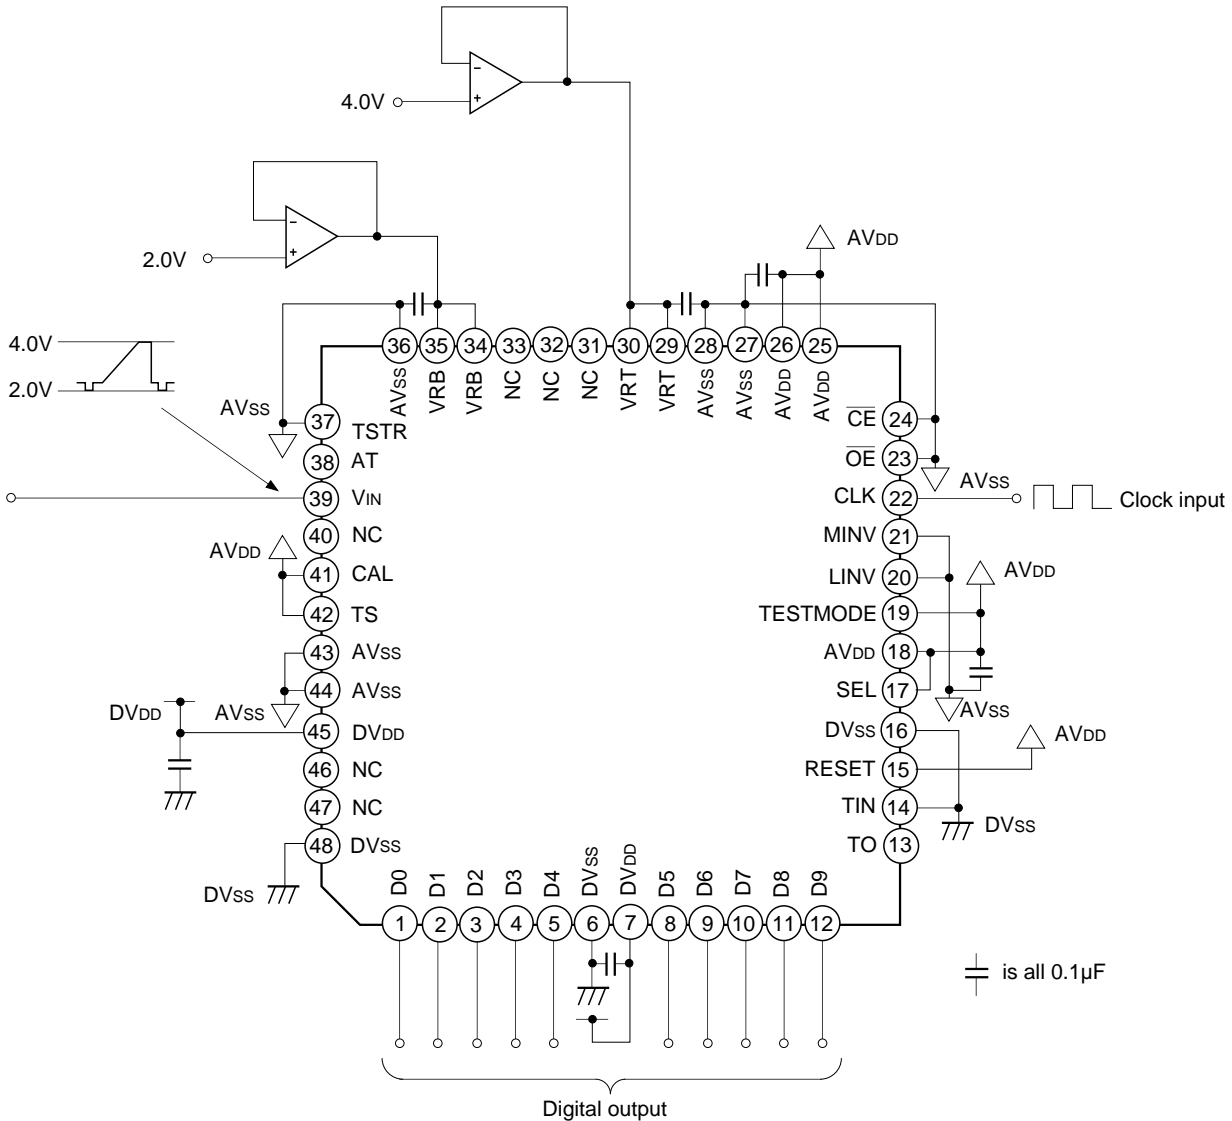 4.0V
−
+
2.0V
−
+
AVDD
4.0V
2.0V
36 35 34 33 32 31 30 29 28 27 26 25
AVSS VRB VRB NC NC NC VRT VRT AVSS AVSS AVDD AVDD
AVSS
37 TSTR
38 AT
39 VIN
40 NC
AVDD
41 CAL
42 TS
43 AVSS
44 AVSS
AVSS
DVDD
45 DVDD
46 NC
47 NC
48 DVSS
DVSS
CE 24
OE 23
AVSS
CLK 22
Clock input
MINV 21
LINV 20
AVDD
TESTMODE 19
AVDD 18
SEL 17
AVSS
DVSS 16
AVDD
RESET 15
TIN 14
DVSS
TO 13
D0 D1 D2 D3 D4 DVSS DVDD D5 D6 D7 D8 D9
1 2 3 4 5 6 7 8 9 10 11 12
is all 0.1µF
Digital output